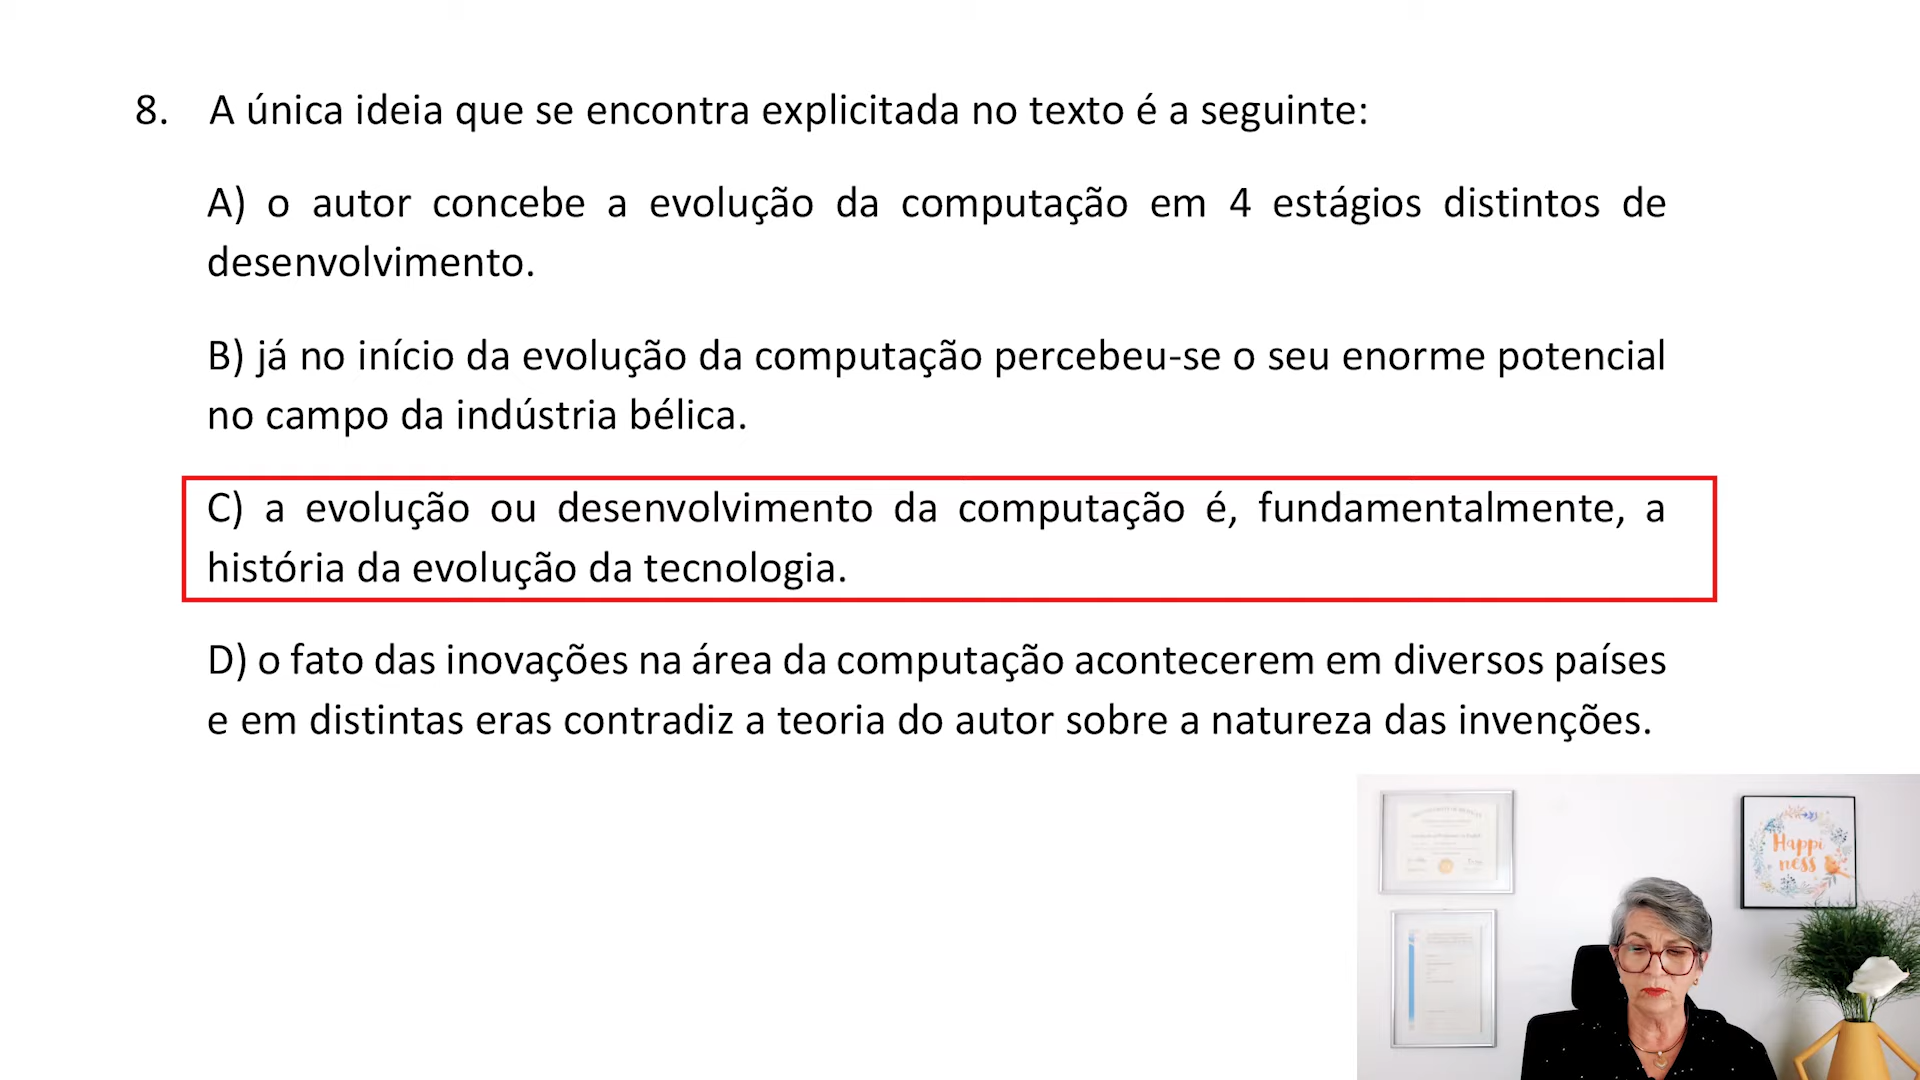 8. A única ideia que se encontra explicitada no texto é a seguinte:
A) o autor concebe a evolução da computação em 4 estágios distintos de
desenvolvimento.
B) já no início da evolução da computação percebeu-se o seu enorme potencial
no campo da indústria bélica.
C) a evolução ou desenvolvimento da computação é, fundamentalmente, a
história da evolução da tecnologia.
D) o fato das inovações na área da computação acontecerem em diversos países
e em distintas eras contradiz a teoria do autor sobre a natureza das invenções.
Happi
ness